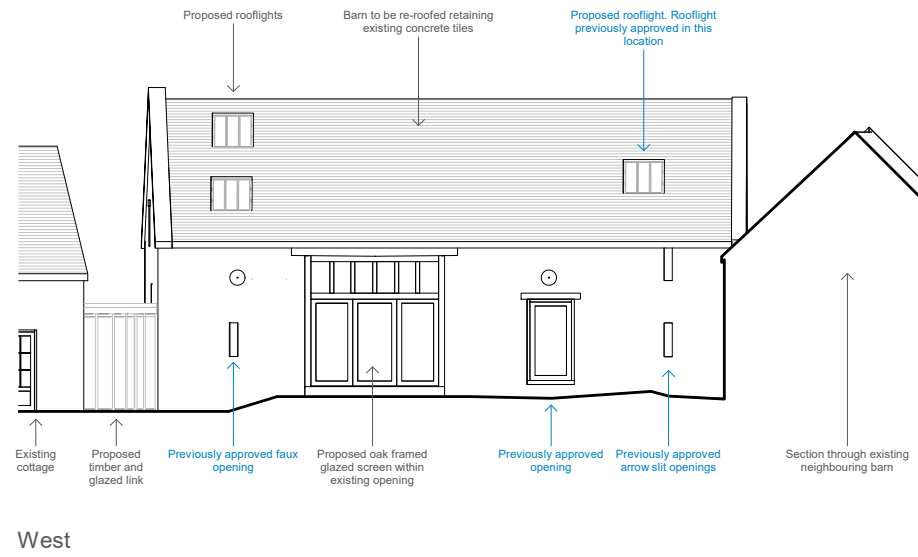 Proposed rooflights
Barn to be re-roofed retaining
existing concrete tiles
Proposed rooflight. Rooflight
previously approved in this
location
Existing
cottage
Proposed
timber and
glazed link
Previously approved faux
opening
Proposed oak framed
glazed screen within
existing opening
Previously approved
opening
Previously approved
arrow slit openings
Section through existing
neighbouring barn
West